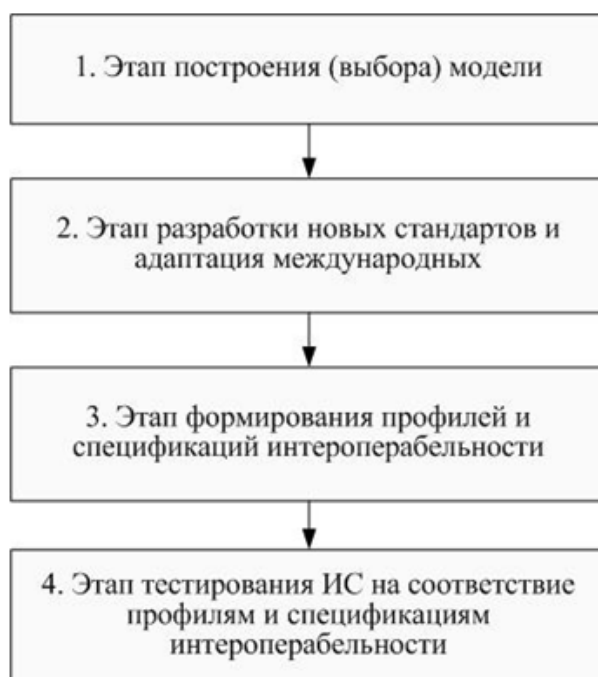 1. Этап построения (выбора) модели
2. Этап разработки новых стандартов и
адаптация международных
3. Этап формирования профилей и
спецификаций интероперабельности
4. Этап тестирования ИС на соответствие
профилям и спецификациям
интероперабельности